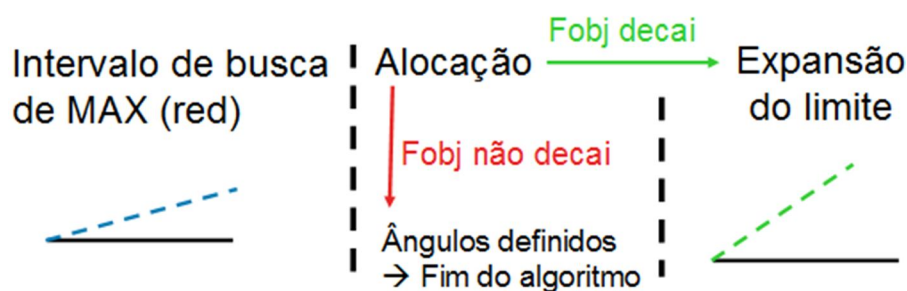 Intervalo de busca
de MAX (red)
Alocação
Fobj decai
Expansão
do limite
Fobj não decai
Ângulos definidos
→ Fim do algoritmo